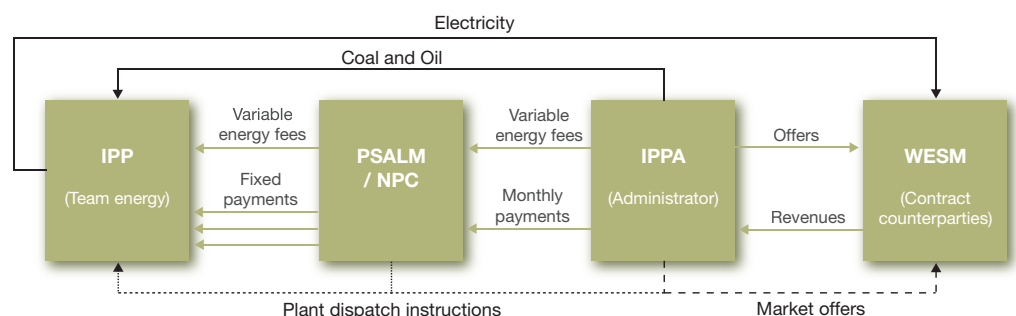 Electricity
Coal and Oil
Variable
energy fees
Variable
energy fees
Offers
IPP
PSALM
/ NPC
IPPA
WESM
(Team energy)
Fixed
payments
Monthly
payments
(Administrator)
Revenues
(Contract
counterparties)
Plant dispatch instructions
Market offers